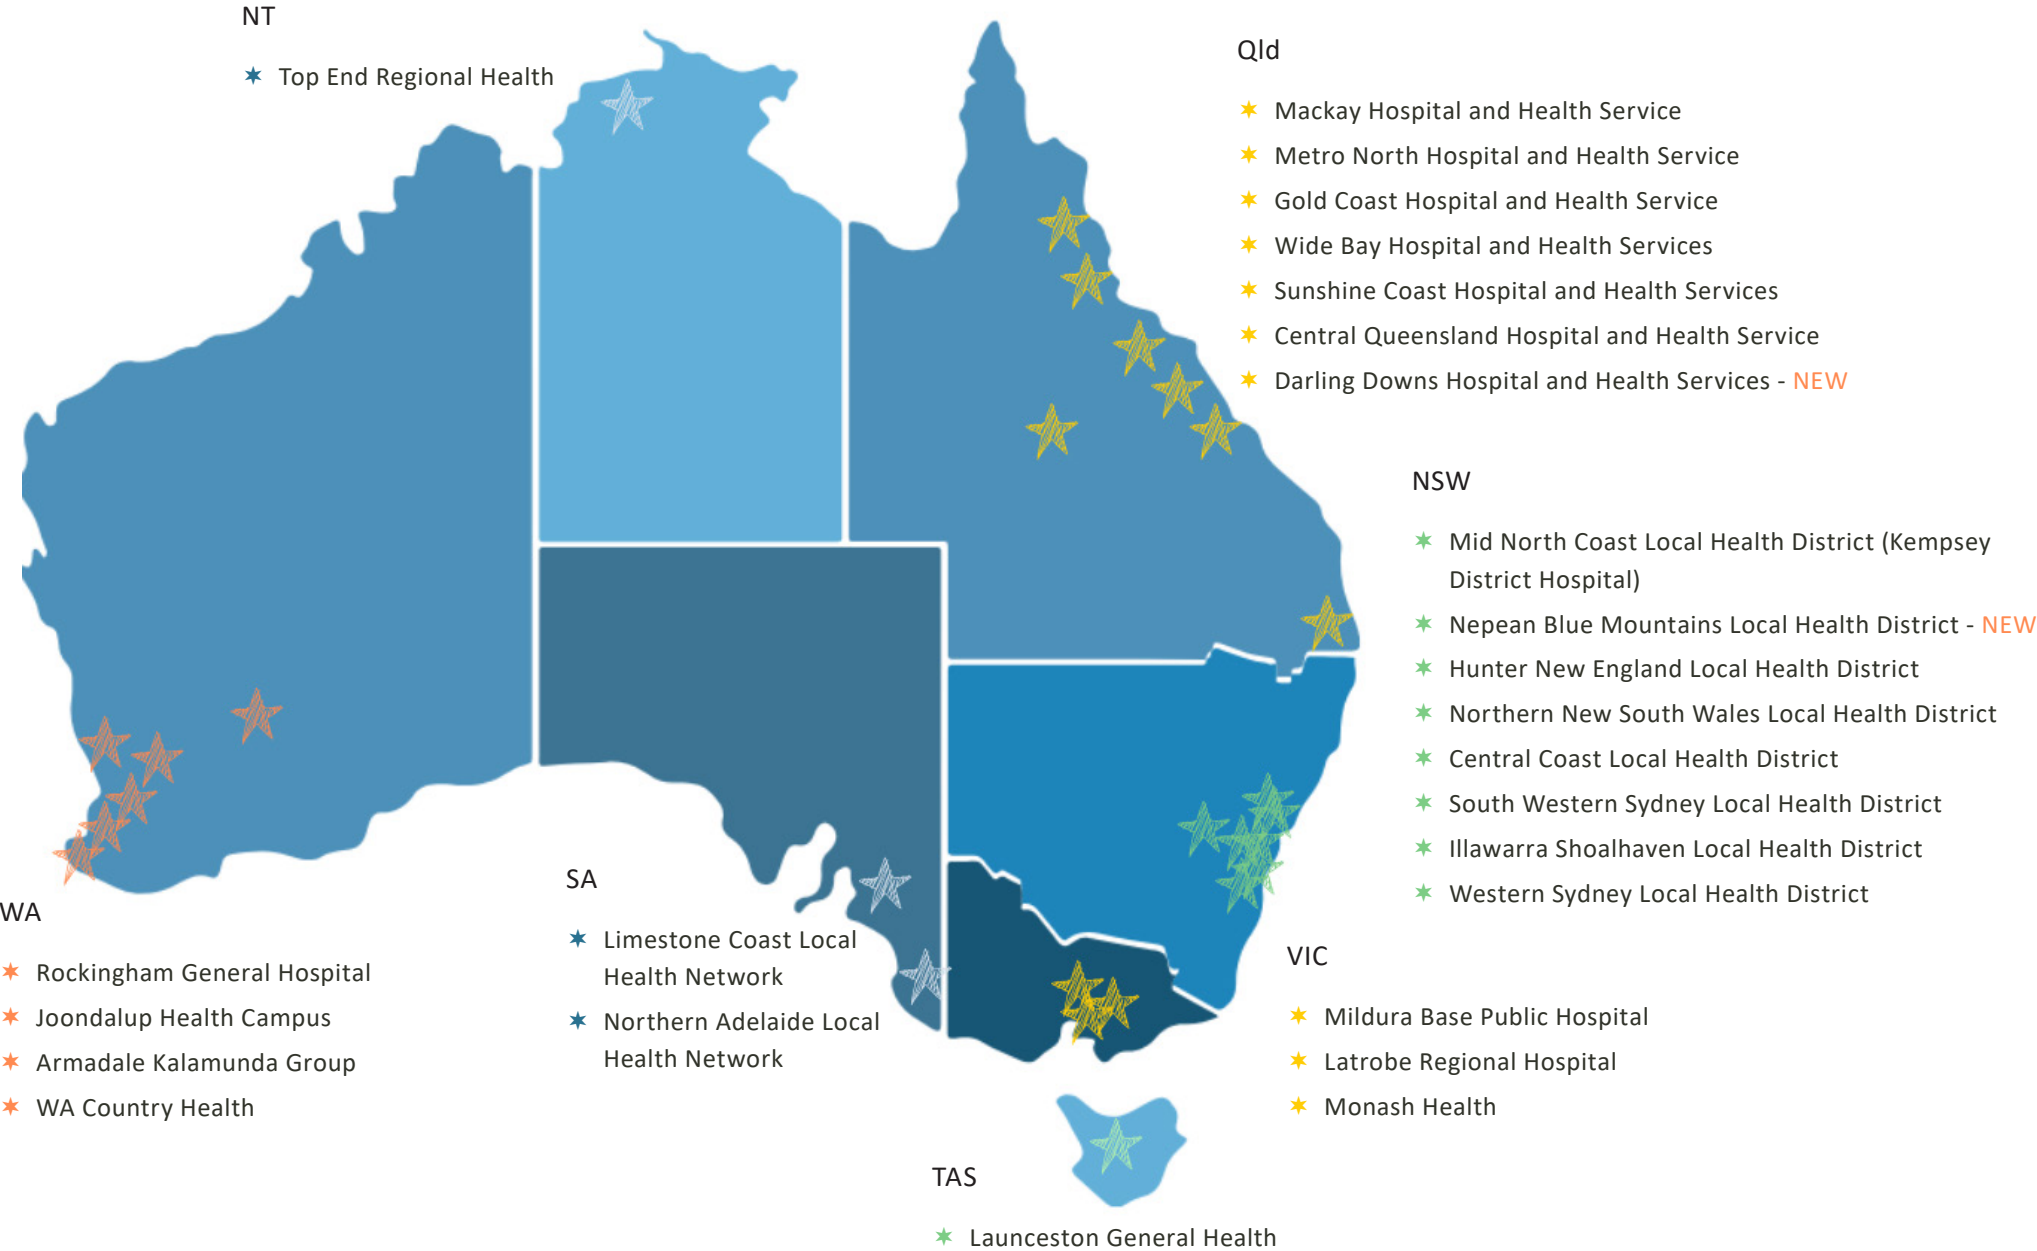 NT
Top End Regional Health
Qld
Mackay Hospital and Health Service
Metro North Hospital and Health Service
Gold Coast Hospital and Health Service
Wide Bay Hospital and Health Services
Sunshine Coast Hospital and Health Services
Central Queensland Hospital and Health Service
Darling Downs Hospital and Health Services - NEW
NSW
Mid North Coast Local Health District (Kempsey
District Hospital)
Nepean Blue Mountains Local Health District - NEW
Hunter New England Local Health District
Northern New South Wales Local Health District
Central Coast Local Health District
South Western Sydney Local Health District
Illawarra Shoalhaven Local Health District
Western Sydney Local Health District
WA
Rockingham General Hospital
Joondalup Health Campus
Armadale Kalamunda Group
WA Country Health
SA
Limestone Coast Local
Health Network
Northern Adelaide Local
Health Network
VIC
Mildura Base Public Hospital
Latrobe Regional Hospital
Monash Health
TAS
Launceston General Health